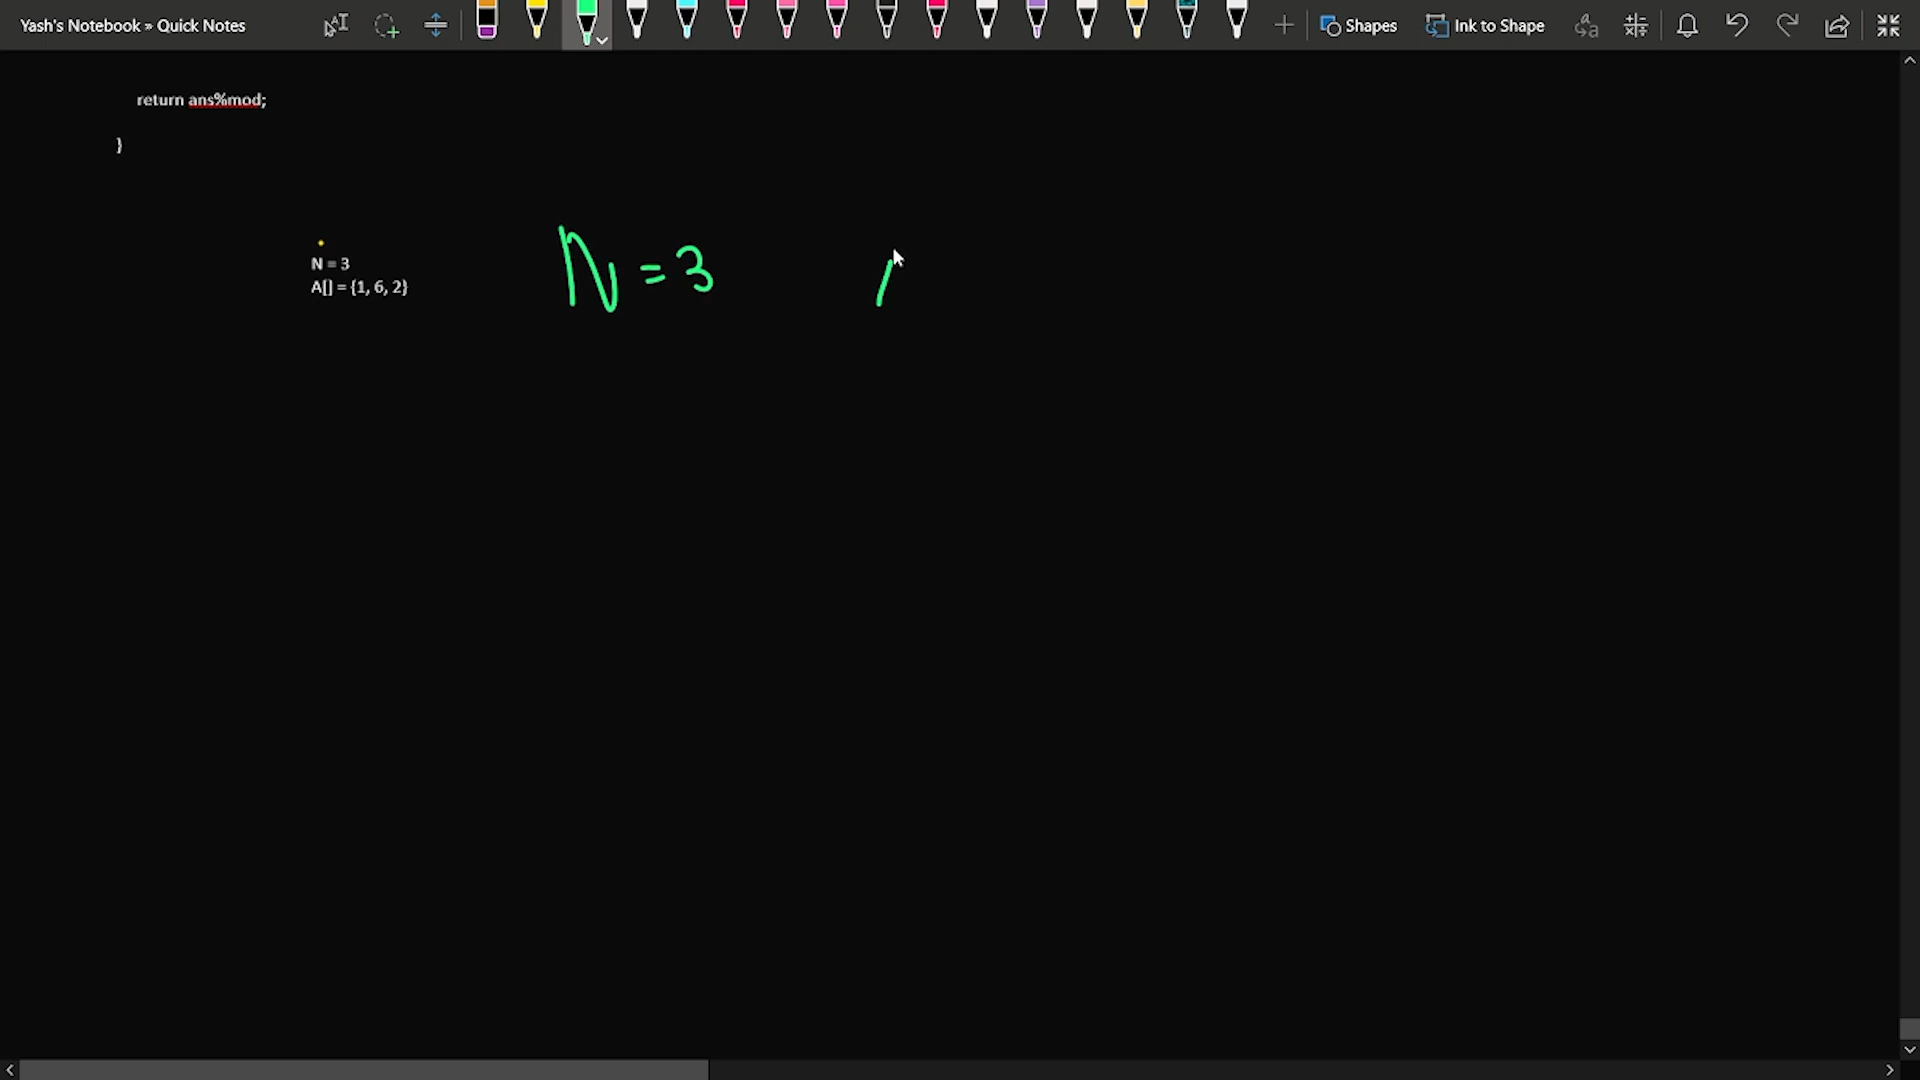 Yash's Notebook » Quick Notes
Shapes
Ink to Shape
return ans%mod;
}
N = 3
A[] = {1, 6, 2}
N = 3